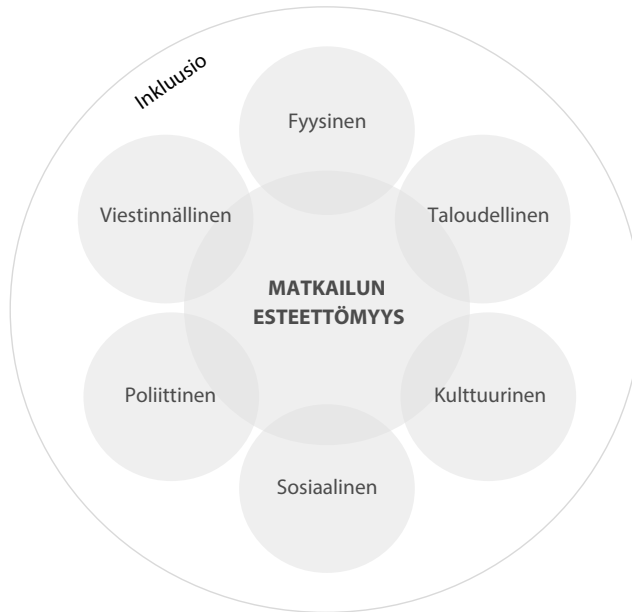 Inkluusio
Fyysinen
Viestinnällinen
Taloudellinen
MATKAILUN
ESTEETTÖMYYS
Poliittinen
Kulttuurinen
Sosiaalinen